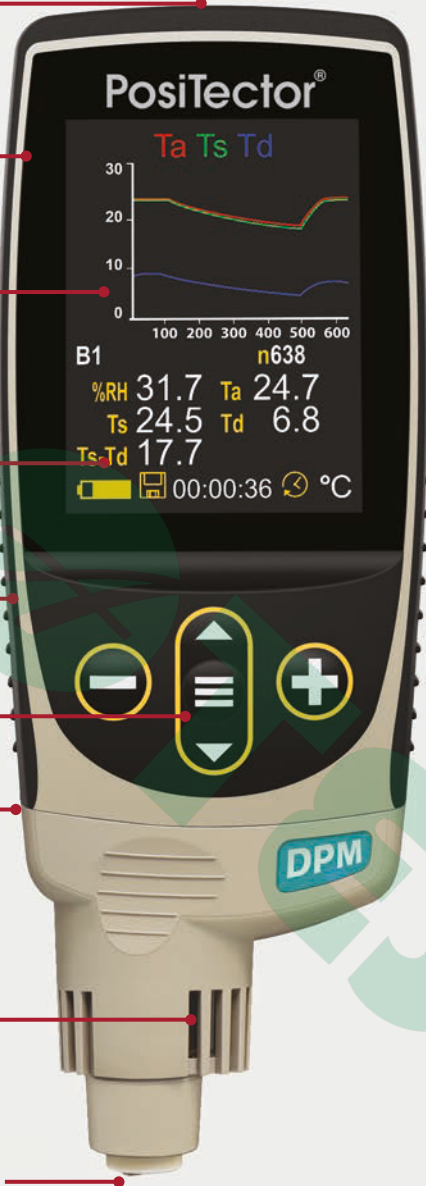 PosiTector®
Ta Ts Td
30
20
10
0
100 200 300 400 500 600
B1 n638
%RH 31.7 Ta 24.7
Ts 24.5 Td 6.8
Ts-Td 17.7
00:00:36 °C
DPM